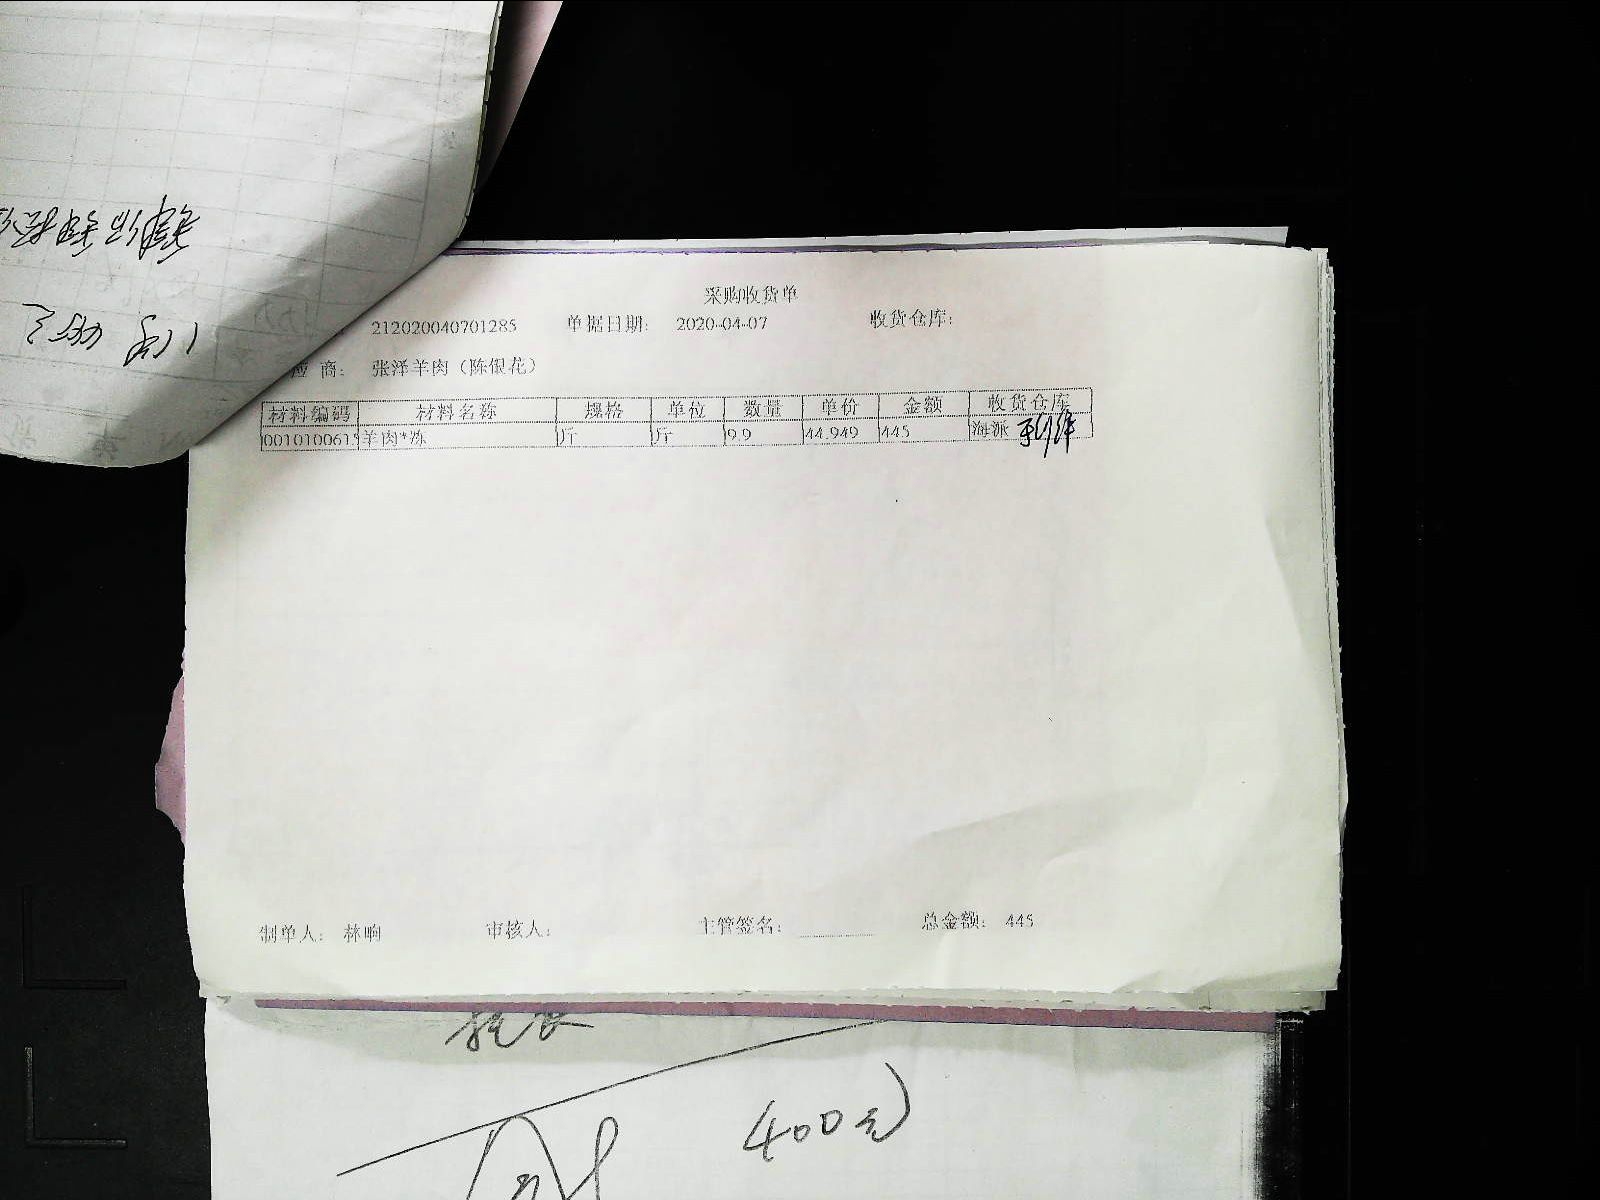 采购收货单
212020040701285 单据日期: 2020-04-07 收货仓库:
应 商: 张泽羊肉（陈银花）
材料编码 材料名称 规格 单位 数量 单价 金额 收货仓库
001010061 羊肉*冻 斤 斤 9.9 44.949 445 海派
制单人: 林响 审核人: 主管签名: 总金额: 445
400元)